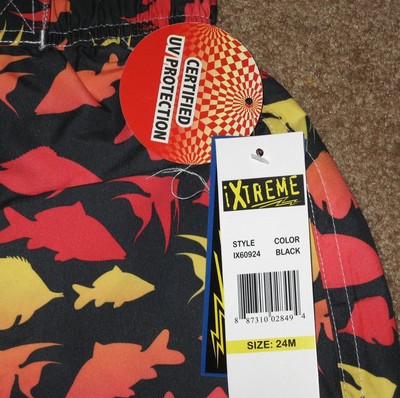 CERTIFIED
UV PROTECTION
iXTREME
STYLE COLOR
IX60924 BLACK
8 87310 02849 4
SIZE: 24M